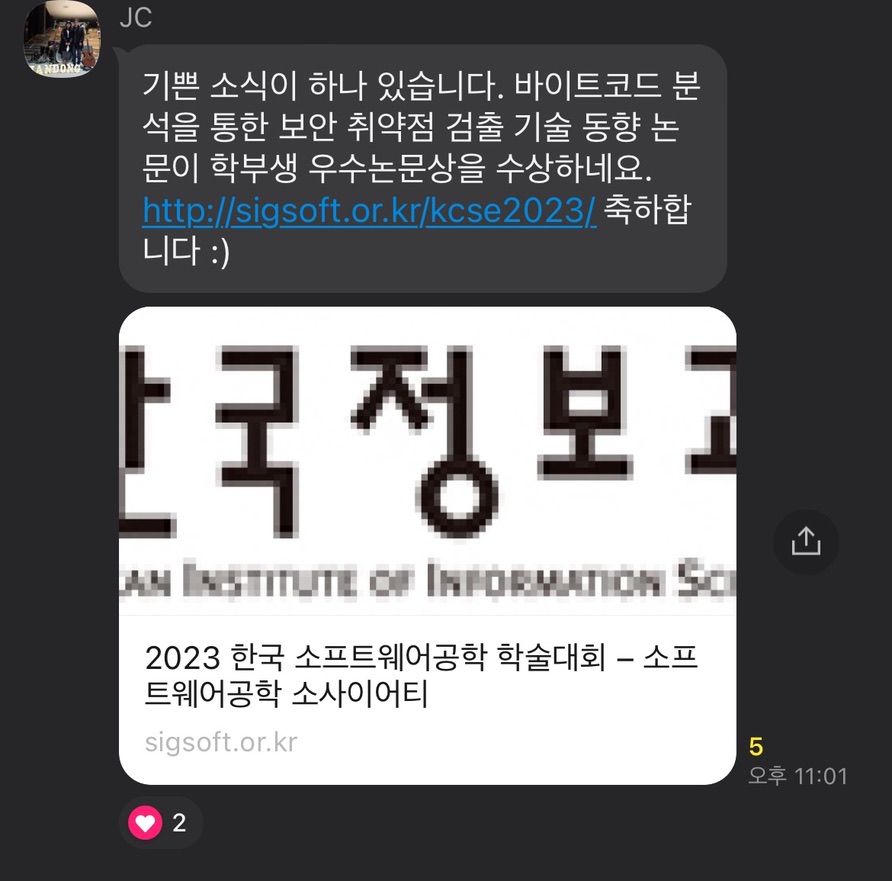 JC
기쁜 소식이 하나 있습니다. 바이트코드 분
석을 통한 보안 취약점 검출 기술 동향 논
문이 학부생 우수논문상을 수상하네요.
http://sigsoft.or.kr/kcse2023/ 축하합
니다 :)
한국정보과
AN INSTITUTE OF INFORMATION SCI
2023 한국 소프트웨어공학 학술대회 – 소프
트웨어공학 소사이어티
sigsoft.or.kr
5
오후 11:01
2